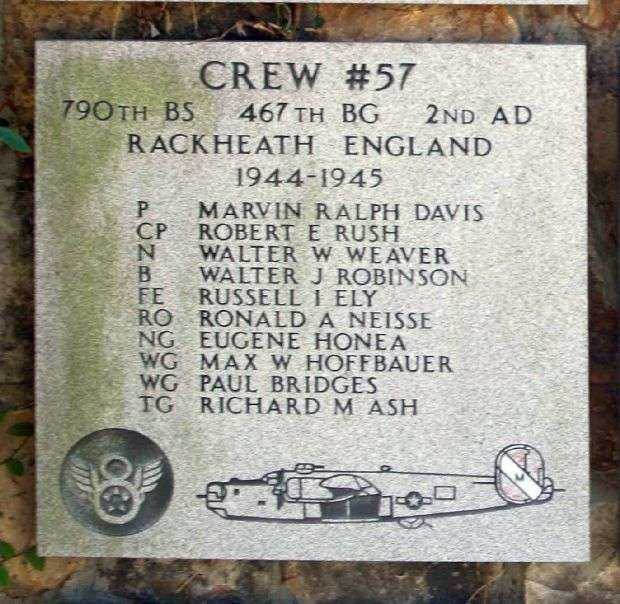 CREW #57
790TH BS 467TH BG 2ND AD
RACKHEATH ENGLAND
1944-1945
P MARVIN RALPH DAVIS
CP ROBERT E RUSH
N WALTER W WEAVER
B WALTER J ROBINSON
FE RUSSELL I ELY
RO RONALD A NEISSE
NG EUGENE HONEA
WG MAX W HOFFBAUER
WG PAUL BRIDGES
TG RICHARD M ASH